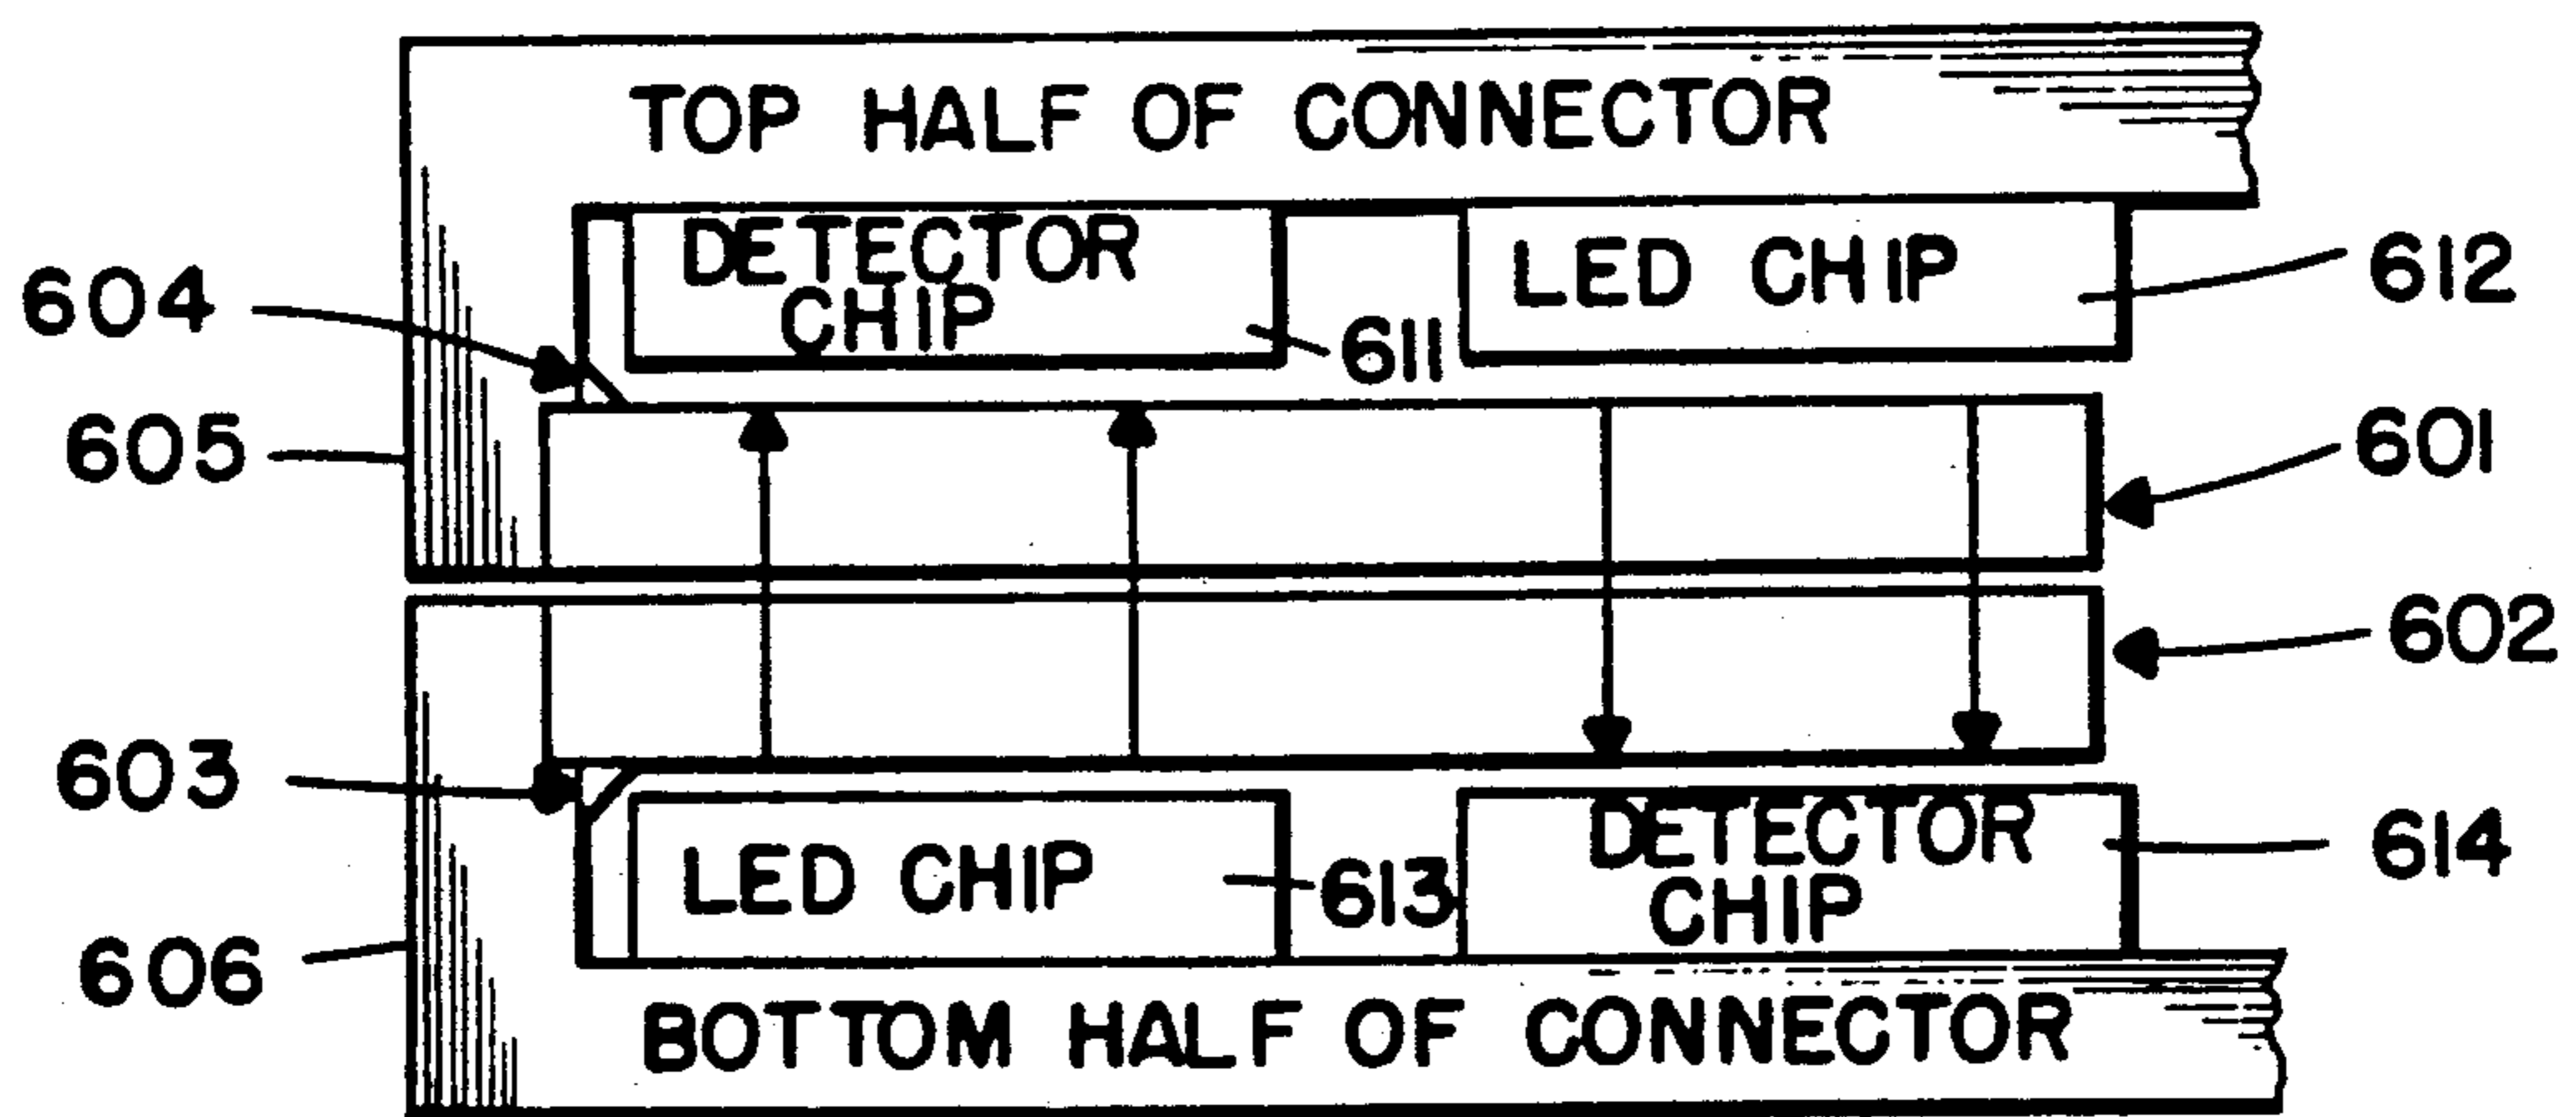 TOP HALF OF CONNECTOR
DETECTOR
CHIP
LED CHIP
612
604
611
605
601
602
603
LED CHIP
613
DETECTOR
CHIP
614
606
BOTTOM HALF OF CONNECTOR